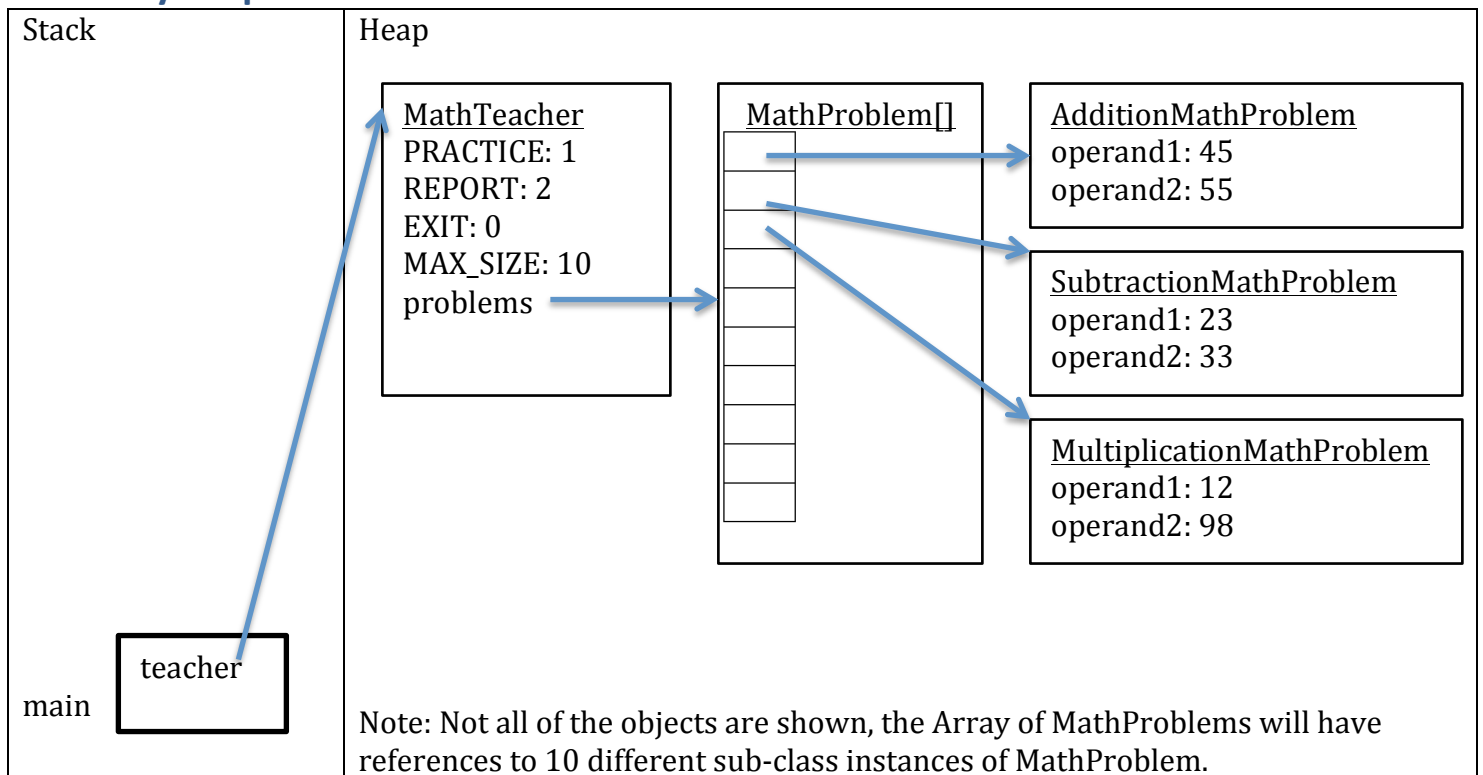 Stack
Heap
MathTeacher
PRACTICE: 1
REPORT: 2
EXIT: 0
MAX_SIZE: 10
problems
MathProblem[]
AdditionMathProblem
operand1: 45
operand2: 55
SubtractionMathProblem
operand1: 23
operand2: 33
MultiplicationMathProblem
operand1: 12
operand2: 98
teacher
main
Note: Not all of the objects are shown, the Array of MathProblems will have
references to 10 different sub-class instances of MathProblem.